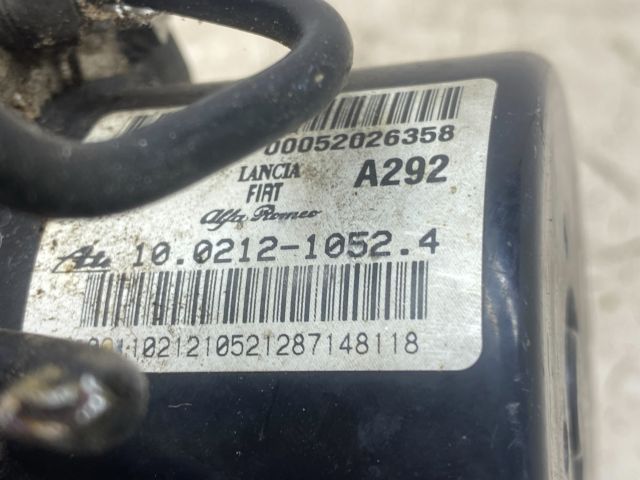 00052026358
LANCIA
FIAT
A292
Alfa Romeo
Ate 10.0212-1052.4
1021210521287148118